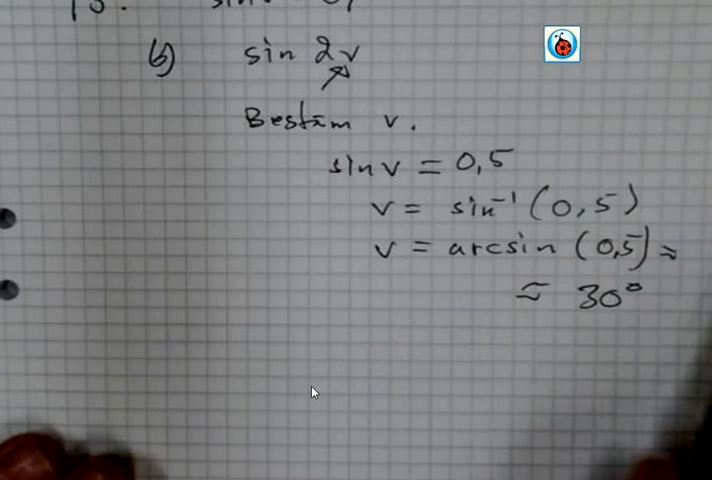 b) sin 2v
Bestäm v.
sin v = 0,5
v = sin⁻¹(0,5)
v = arcsin (0,5) ≈
≈ 30°